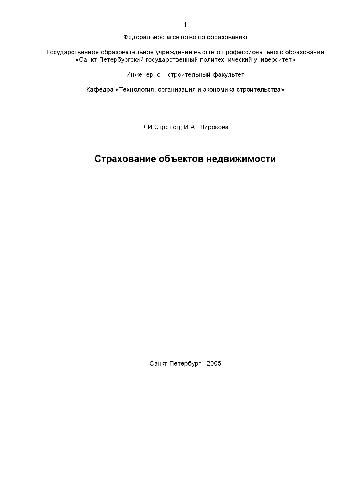 1
Федеральное агентство по образованию
Государственное образовательное учреждение высшего профессионального образования
«Санкт-Петербургский государственный политехнический университет»
Инженерно-строительный факультет
Кафедра «Технология, организация и экономика строительства»
Страхование объектов недвижимости
Санкт-Петербург 2005